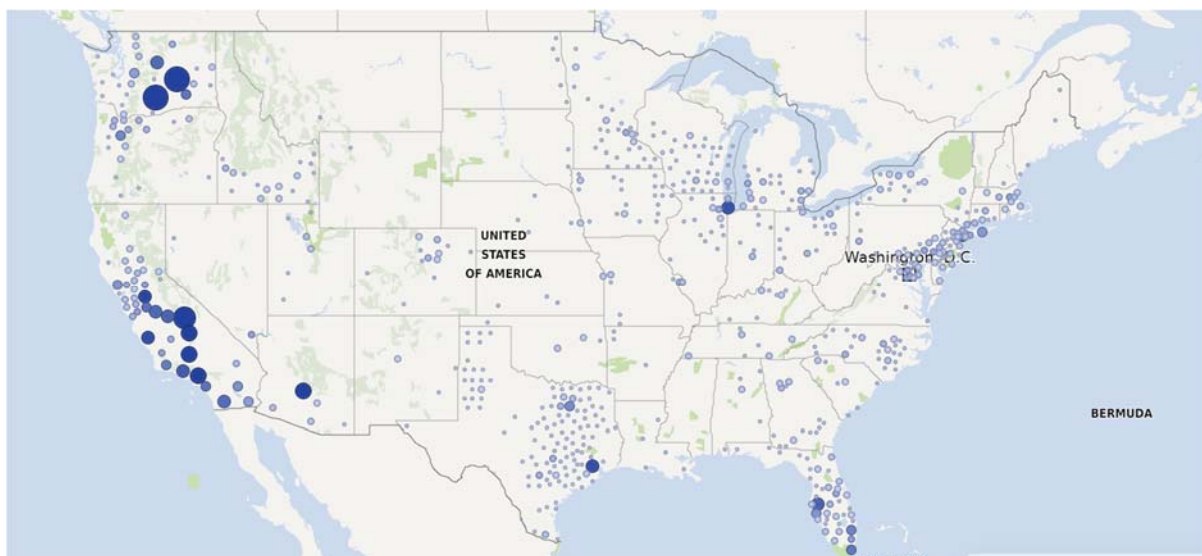 UNITED
STATES
OF AMERICA
Washington, D.C.
BERMUDA